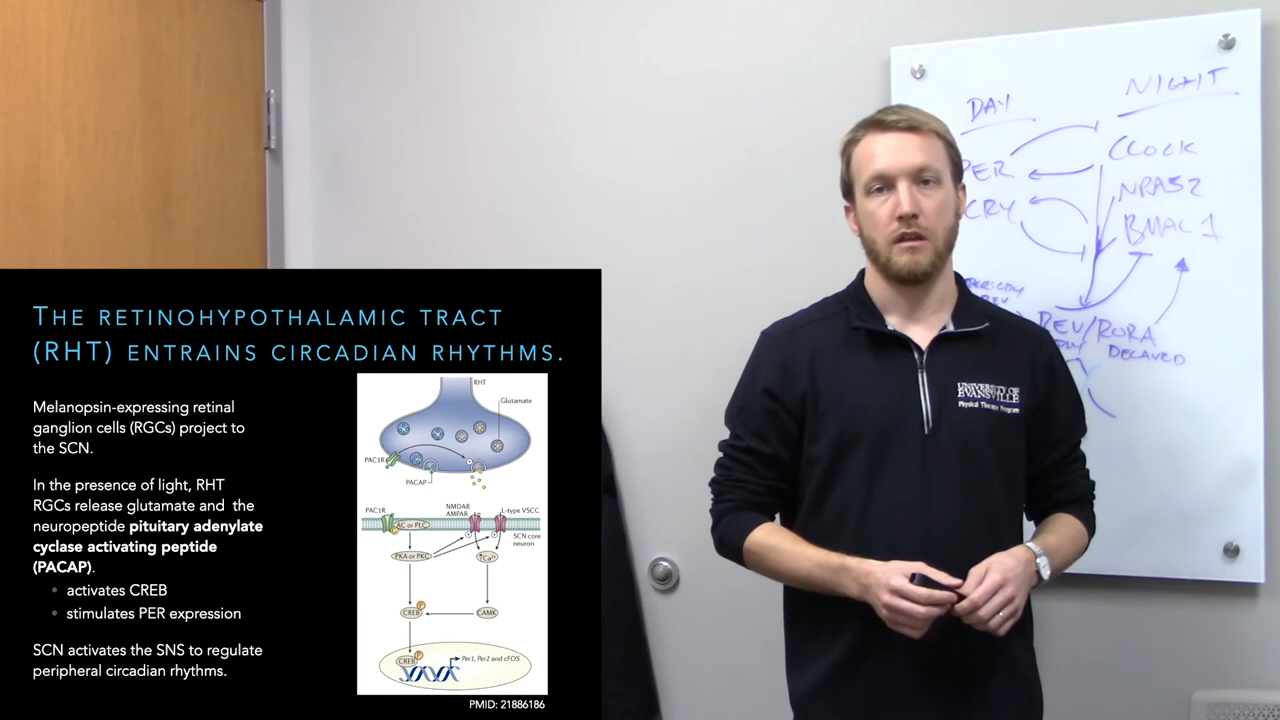 THE RETINOHYPOTHALAMIC TRACT
(RHT) ENTRAINS CIRCADIAN RHYTHMS.
Melanopsin-expressing retinal
ganglion cells (RGCs) project to
the SCN.
In the presence of light, RHT
RGCs release glutamate and the
neuropeptide pituitary adenylate
cyclase activating peptide
(PACAP).
activates CREB
stimulates PER expression
SCN activates the SNS to regulate
peripheral circadian rhythms.
RHT
Glutamate
PAC1R
PACAP
PAC1R
NMDAR
AMPAR
L-type VSCC
AC or PLC
SCN core
neuron
PKA or PKC
Ca2+
P
CREB
CAMK
P
CREB
Per1, Per2 and cFOS
PMID: 21886186
DAY
NIGHT
PER
CLOCK
NPAS2
CRY
BMAL1
REV/RORA
DELAYED
UNIVERSITY OF
EVANSVILLE
Physical Therapy Program